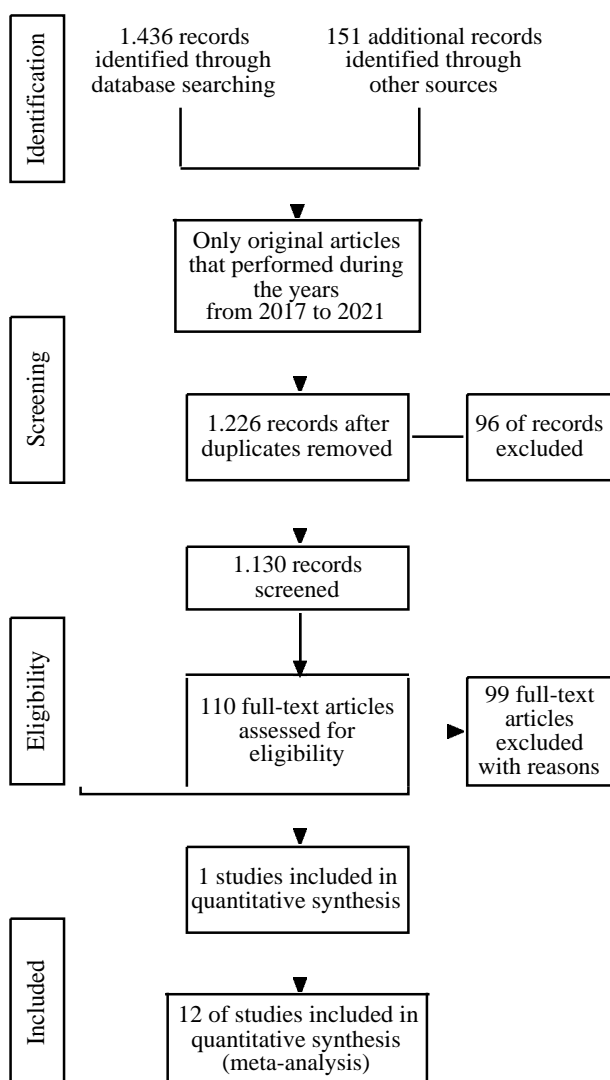 Identification
1.436 records
identified through
database searching
151 additional records
identified through
other sources
Only original articles
that performed during
the years
from 2017 to 2021
Screening
1.226 records after
duplicates removed
96 of records
excluded
1.130 records
screened
Eligibility
110 full-text articles
assessed for
eligibility
99 full-text
articles
excluded
with reasons
1 studies included in
quantitative synthesis
Included
12 of studies included in
quantitative synthesis
(meta-analysis)